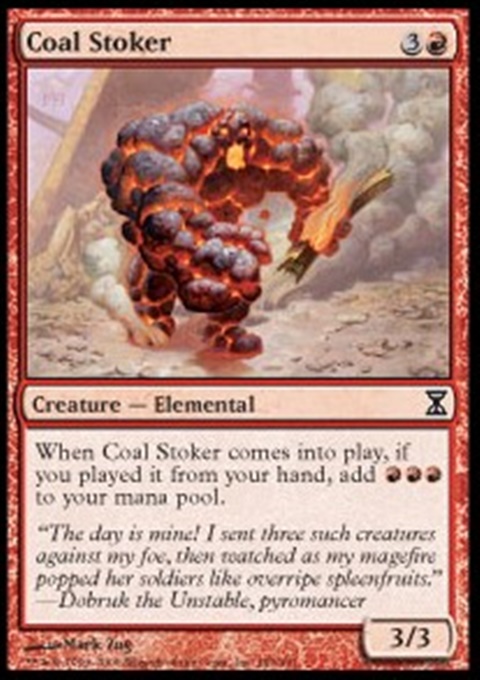 Coal Stoker 3
Creature — Elemental
When Coal Stoker comes into play, if
you played it from your hand, add
to your mana pool.
“The day is mine! I sent three such creatures
against my foe, then watched as my magefire
popped her soldiers like overripe spleenfruits.”
—Dobruk the Unstable, pyromancer
Mark Zug
3/3